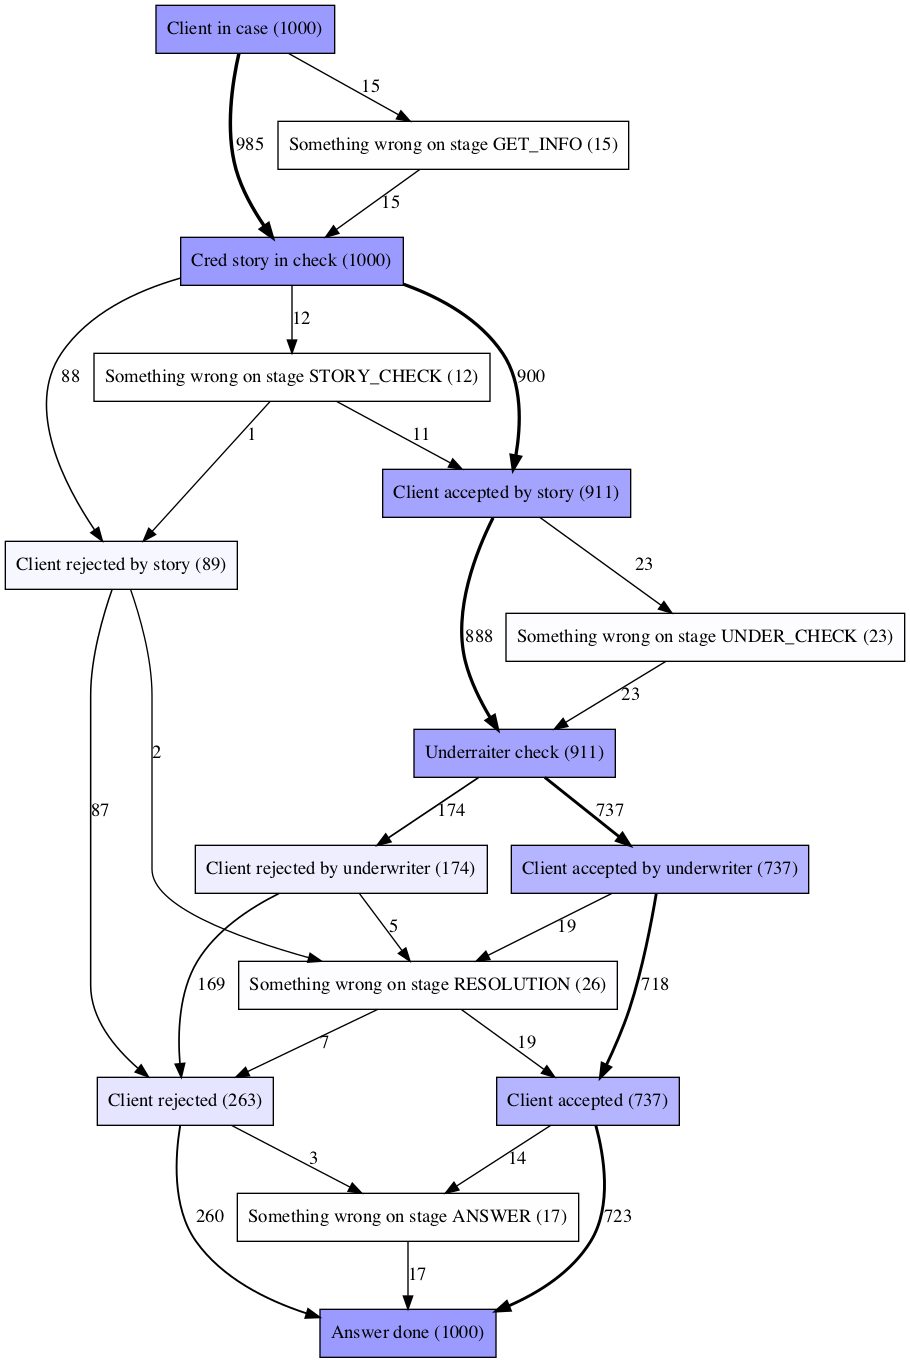 Client in case (1000)
15
985
Something wrong on stage GET_INFO (15)
15
Cred story in check (1000)
12
88
Something wrong on stage STORY_CHECK (12)
900
1
11
Client accepted by story (911)
Client rejected by story (89)
23
888
Something wrong on stage UNDER_CHECK (23)
23
2
Underraiter check (911)
87
174
737
Client rejected by underwriter (174)
Client accepted by underwriter (737)
5
19
169
Something wrong on stage RESOLUTION (26)
718
7
19
Client rejected (263)
Client accepted (737)
3
14
260
Something wrong on stage ANSWER (17)
723
17
Answer done (1000)